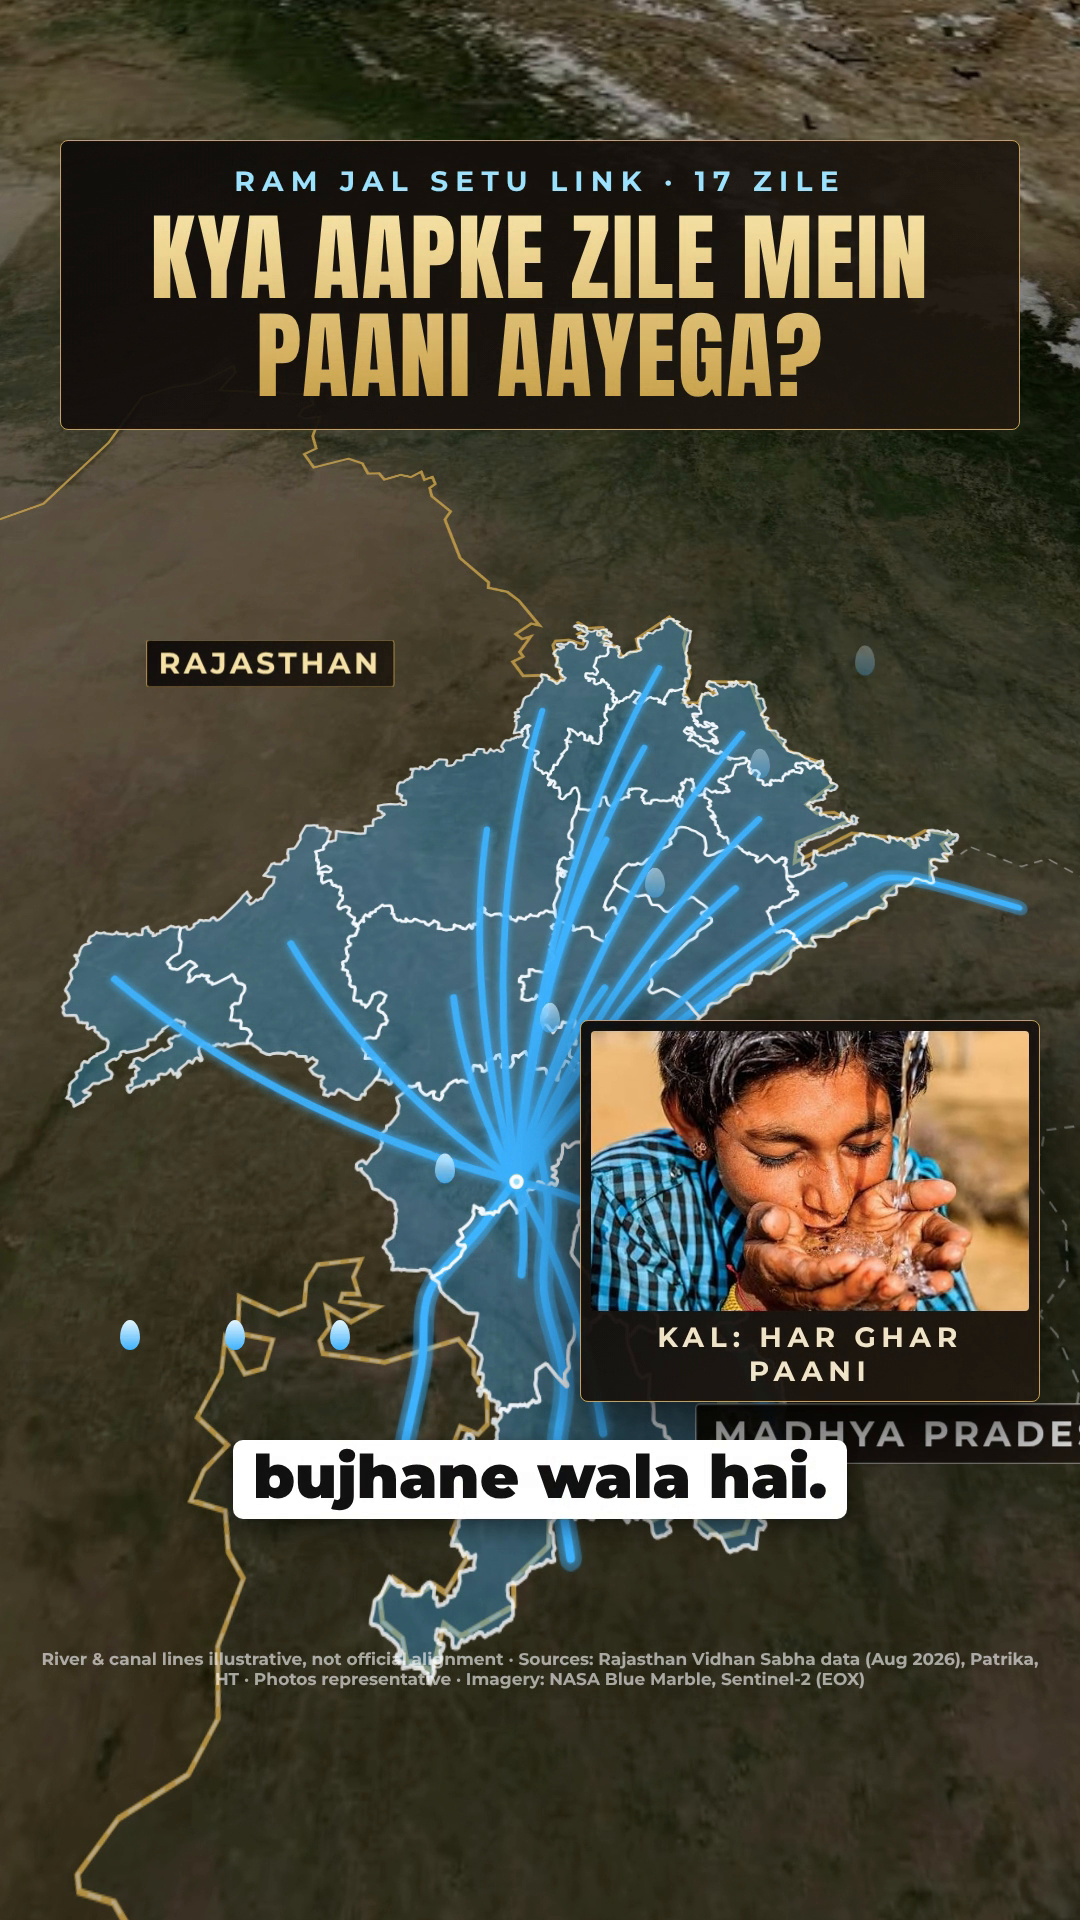 RAM JAL SETU LINK · 17 ZILE
KYA AAPKE ZILE MEIN
PAANI AAYEGA?
RAJASTHAN
KAL: HAR GHAR
PAANI
MADHYA PRADES
bujhane wala hai.
River & canal lines illustrative, not official alignment · Sources: Rajasthan Vidhan Sabha data (Aug 2026), Patrika,
HT · Photos representative · Imagery: NASA Blue Marble, Sentinel-2 (EOX)